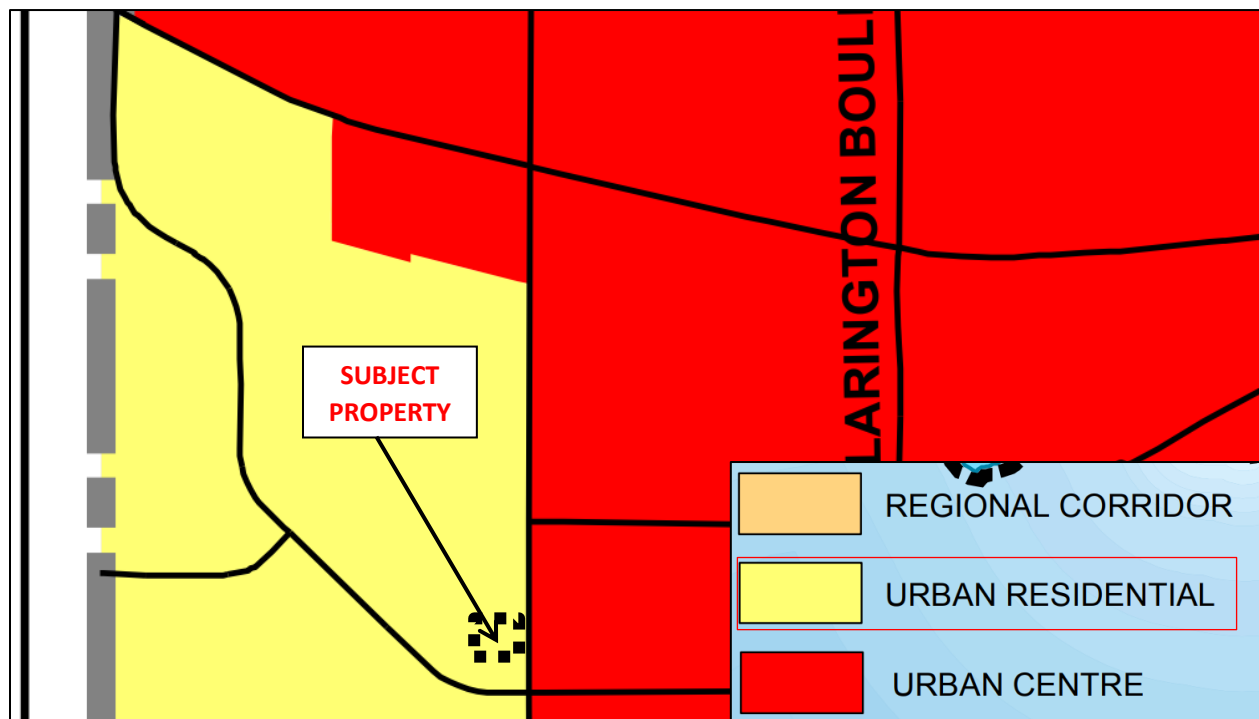 LARINGTON BOUL
SUBJECT
PROPERTY
REGIONAL CORRIDOR
URBAN RESIDENTIAL
URBAN CENTRE